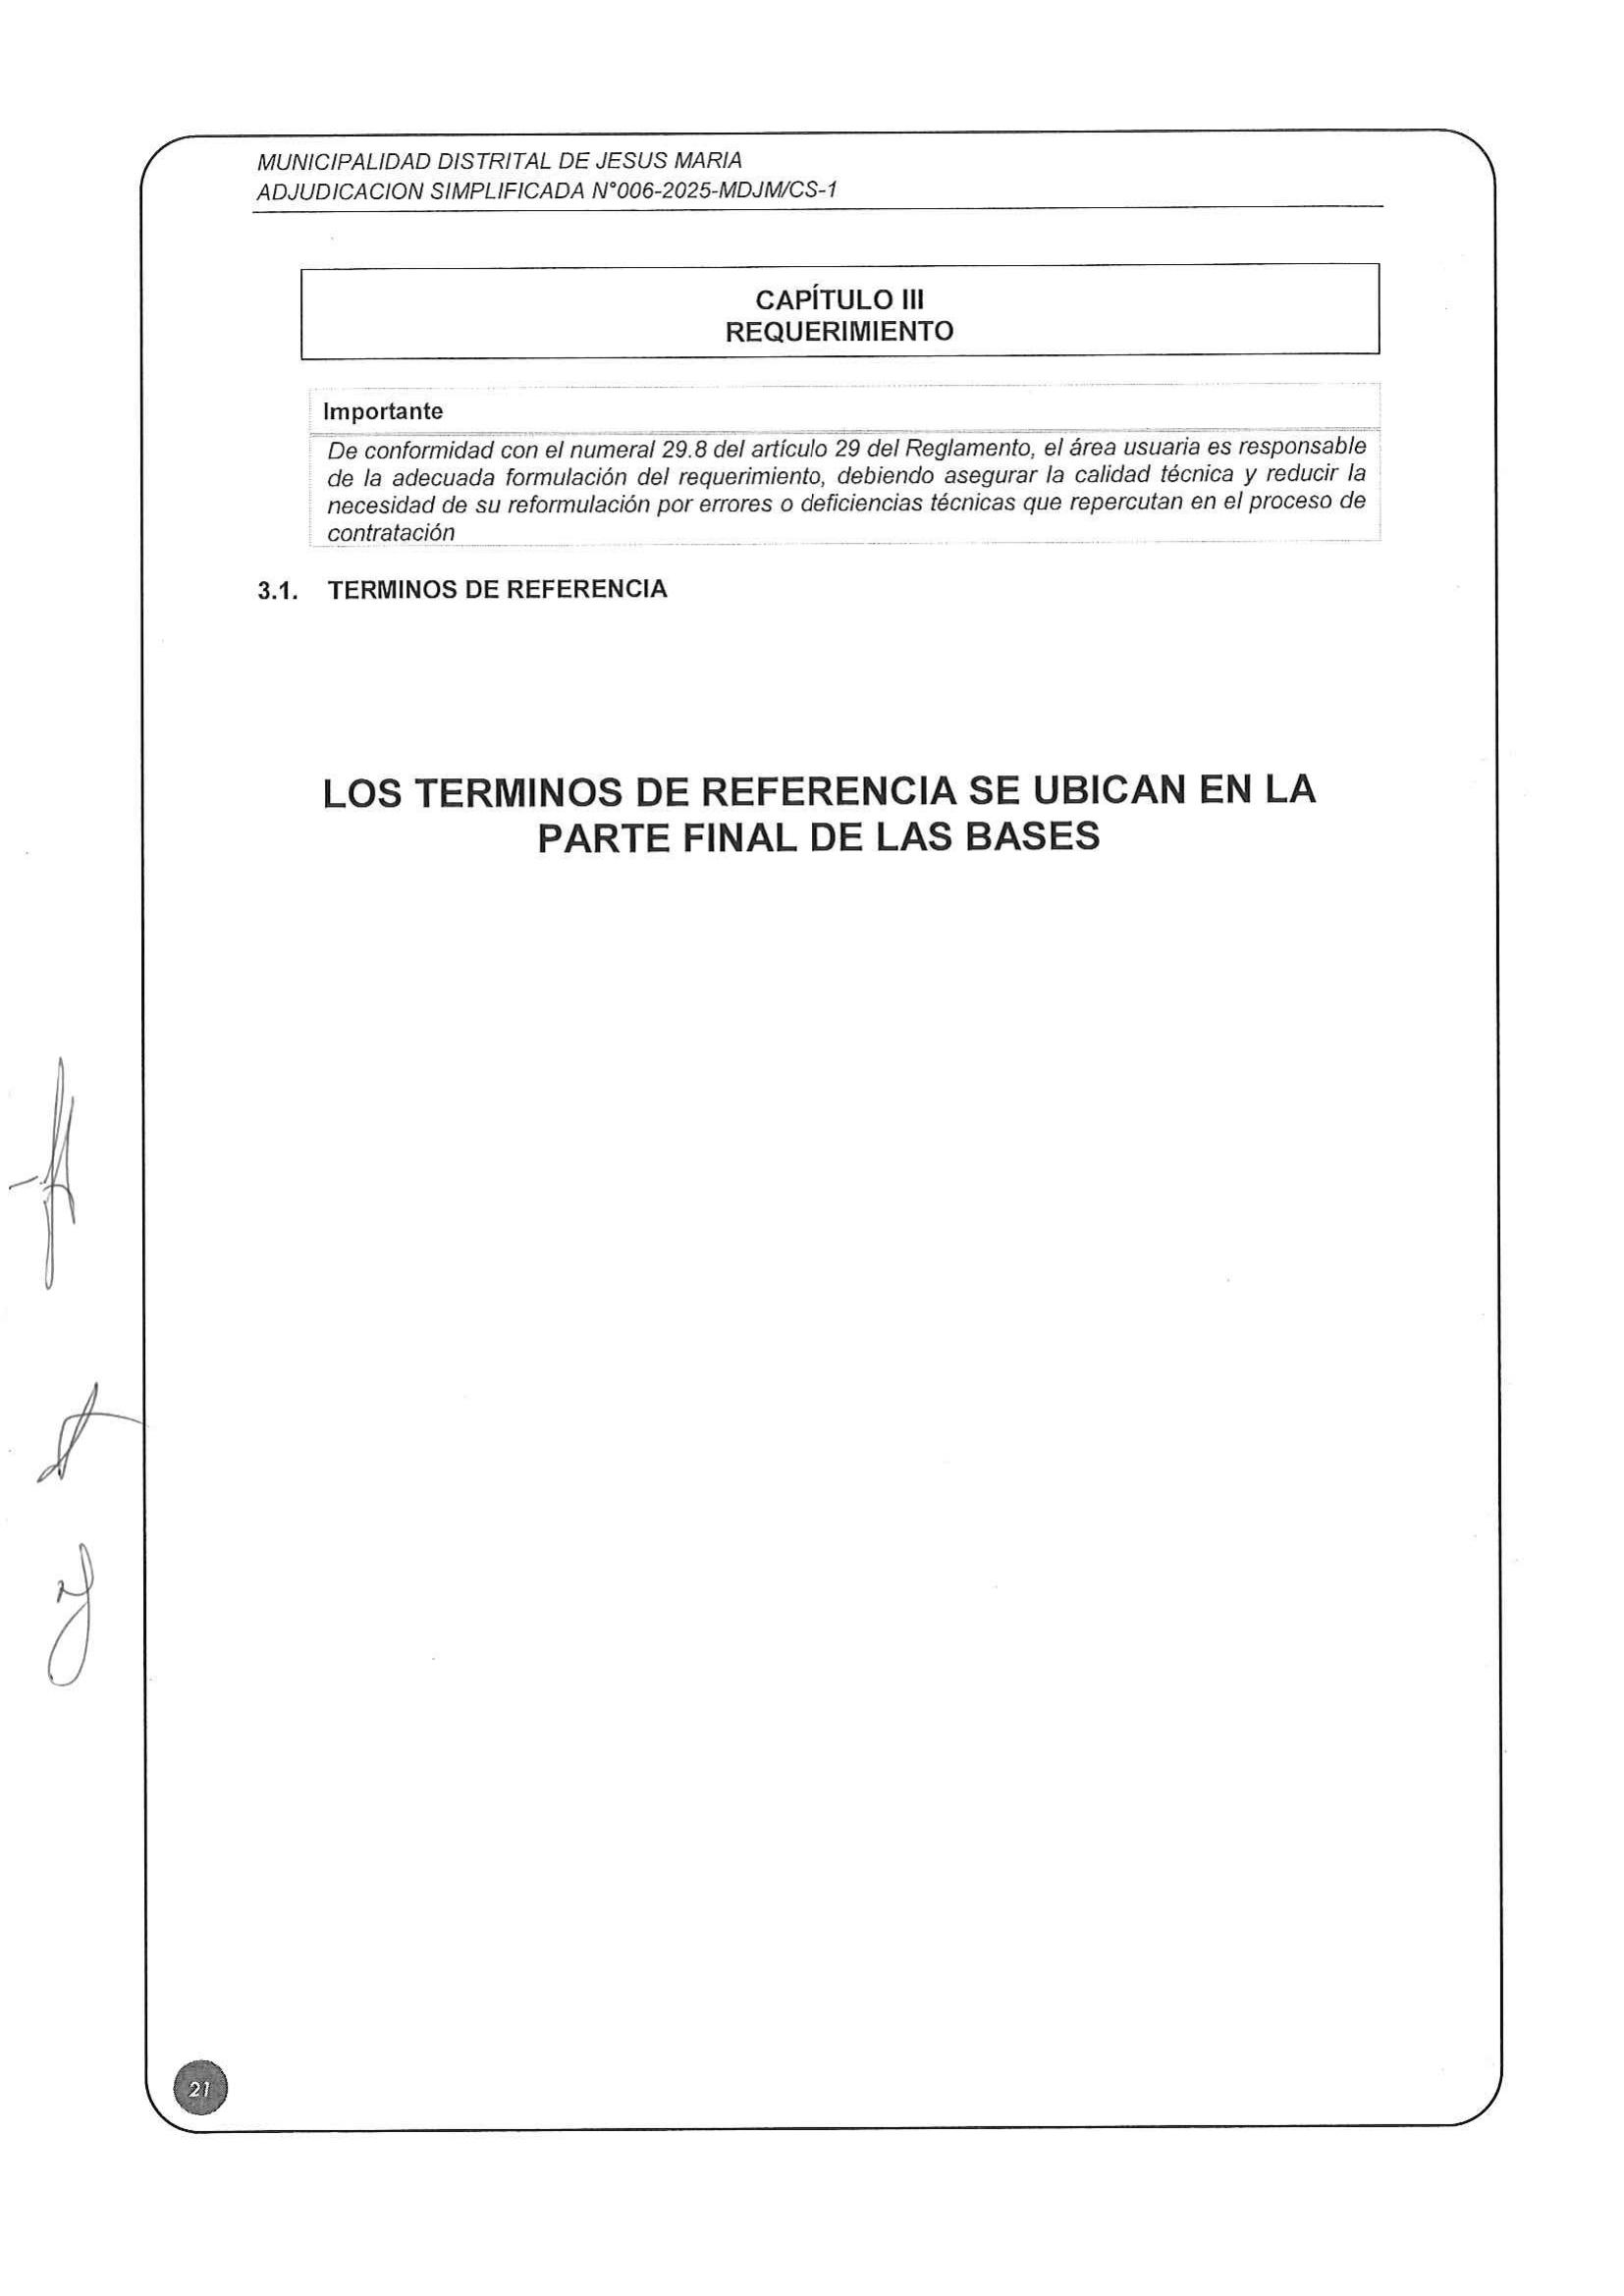 MUNICIPALIDAD DISTRITAL DE JESUS MARIA
ADJUDICACION SIMPLIFICADA N°006-2025-MDJM/CS-1
CAPÍTULO III
REQUERIMIENTO
Importante
De conformidad con el numeral 29.8 del artículo 29 del Reglamento, el área usuaria es responsable
de la adecuada formulación del requerimiento, debiendo asegurar la calidad técnica y reducir la
necesidad de su reformulación por errores o deficiencias técnicas que repercutan en el proceso de
contratación
3.1. TERMINOS DE REFERENCIA
LOS TERMINOS DE REFERENCIA SE UBICAN EN LA
PARTE FINAL DE LAS BASES
21